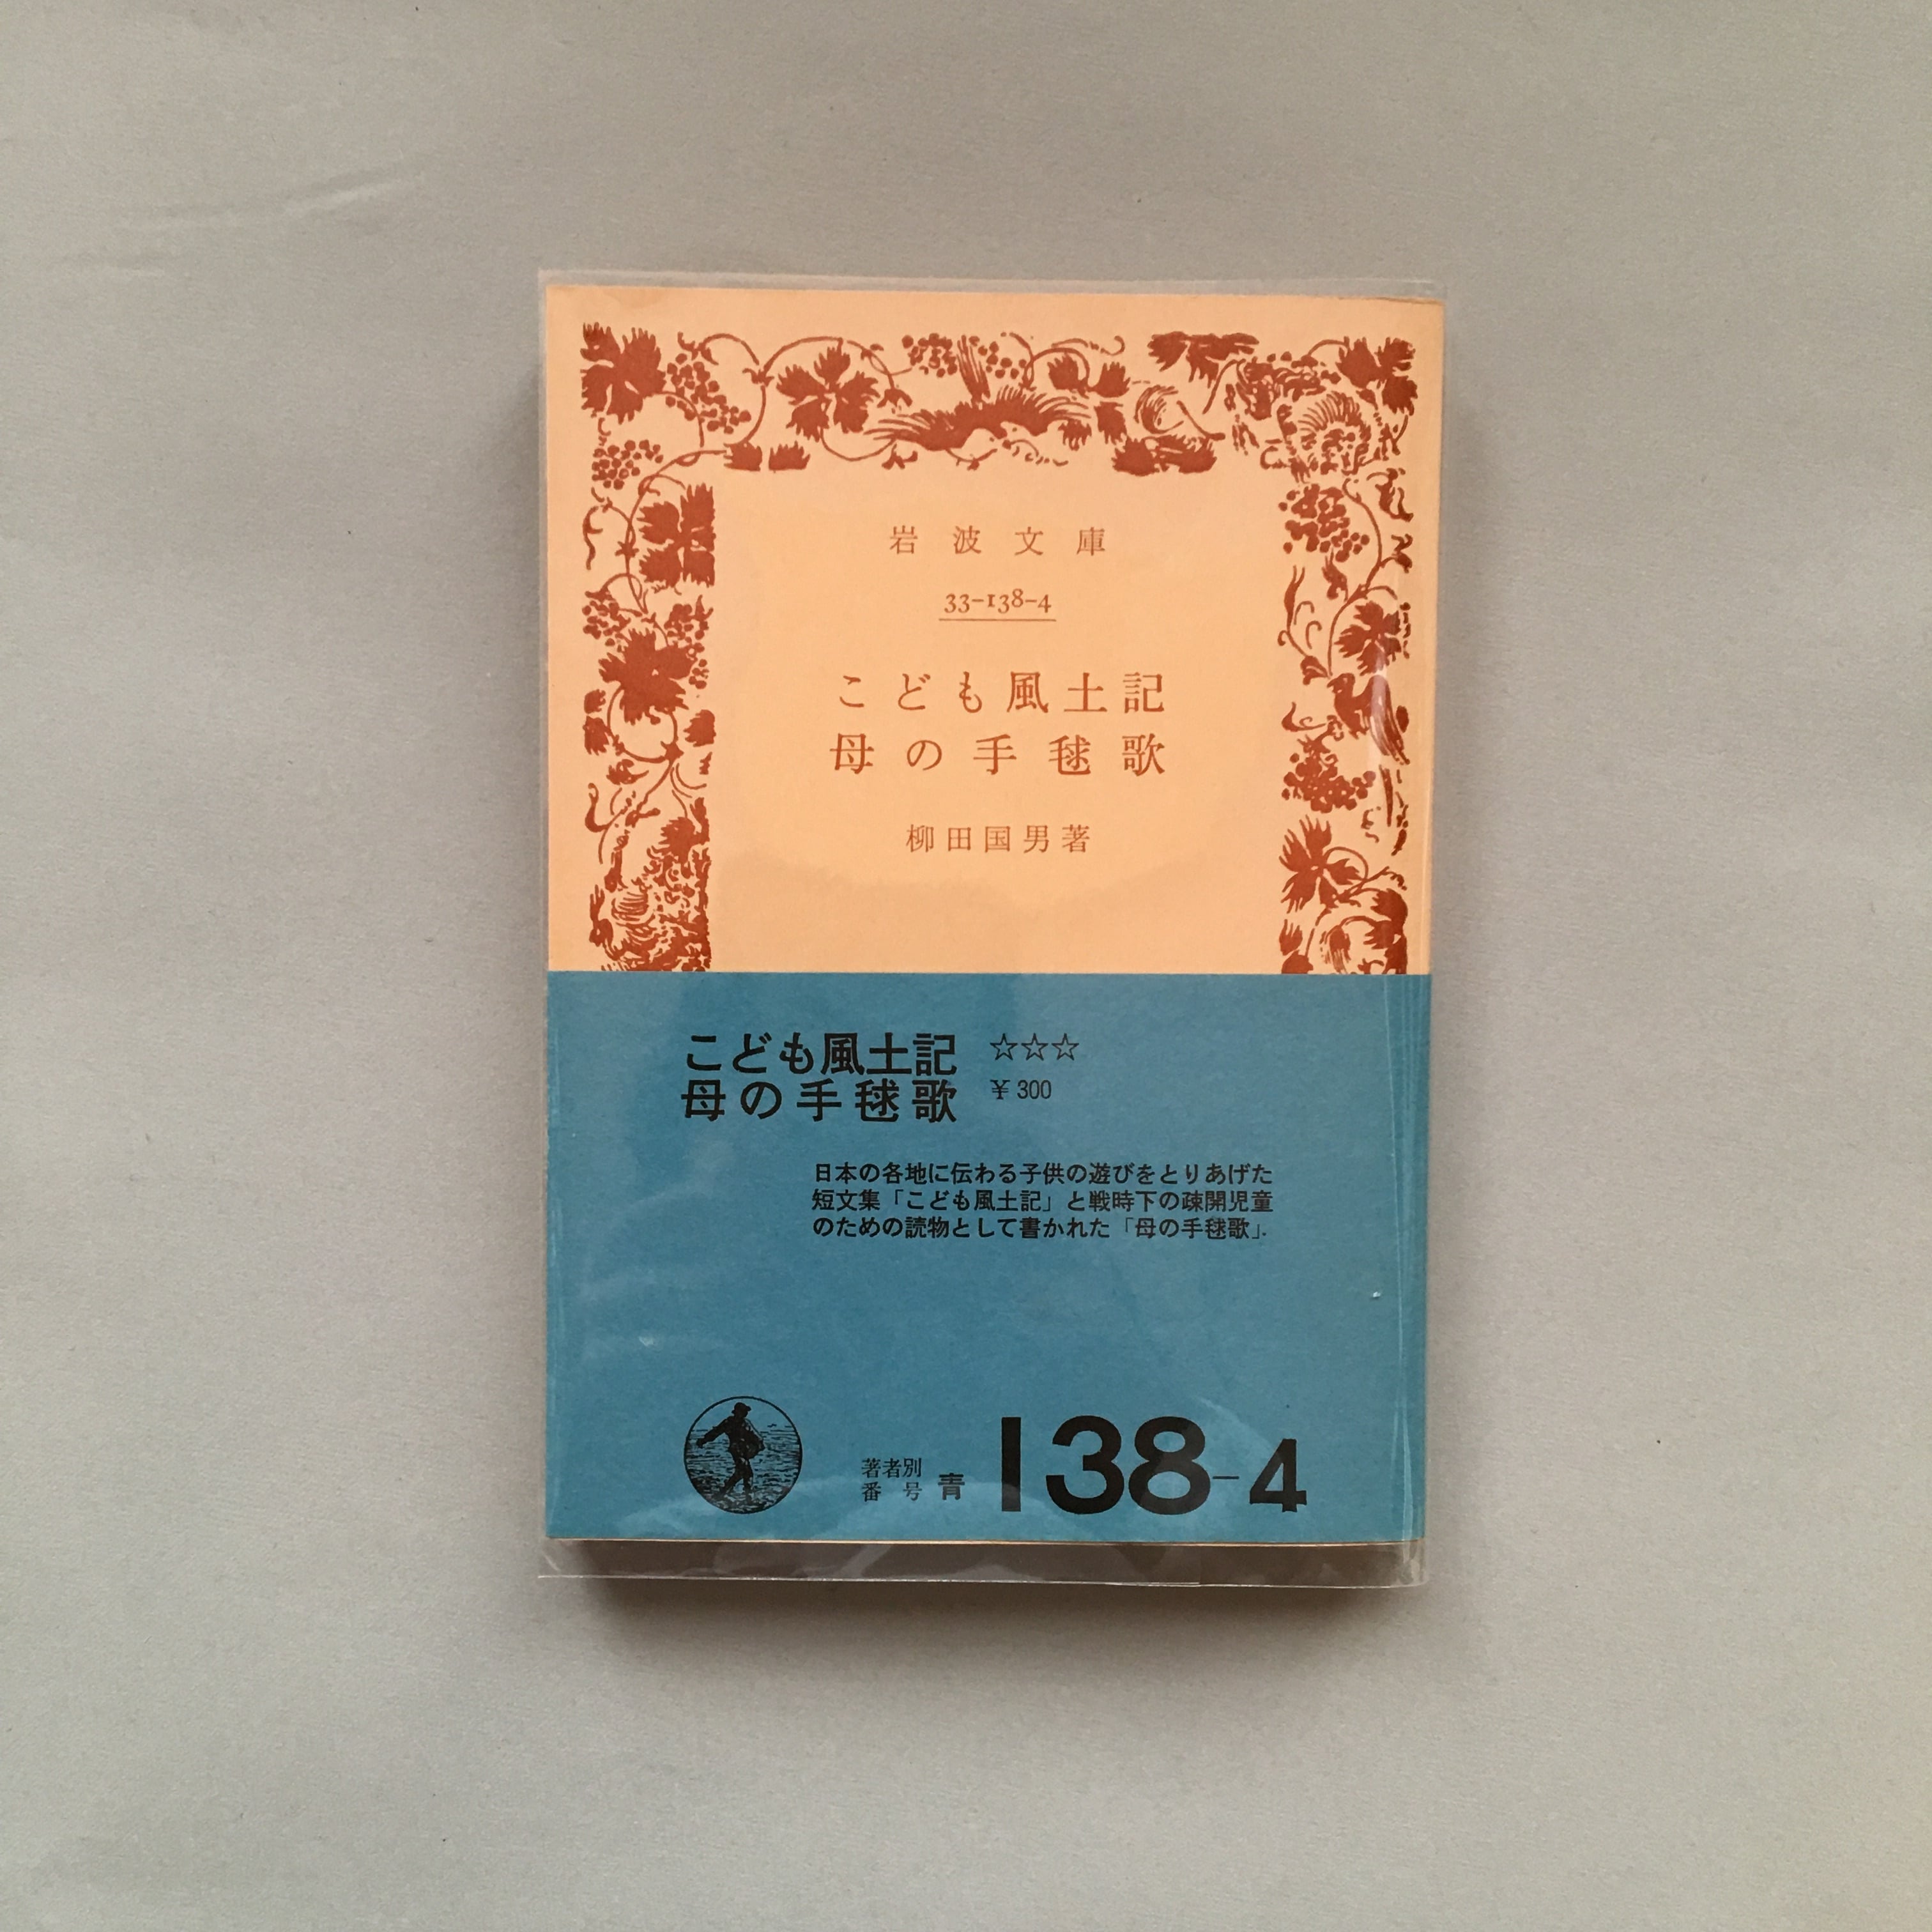 岩波文庫
33-138-4
こども風土記
母の手毬歌
柳田国男著
こども風土記 ☆☆☆
母の手毬歌 ¥300
日本の各地に伝わる子供の遊びをとりあげた
短文集「こども風土記」と戦時下の疎開児童
のための読物として書かれた「母の手毬歌」.
著者別
番号 青 138-4